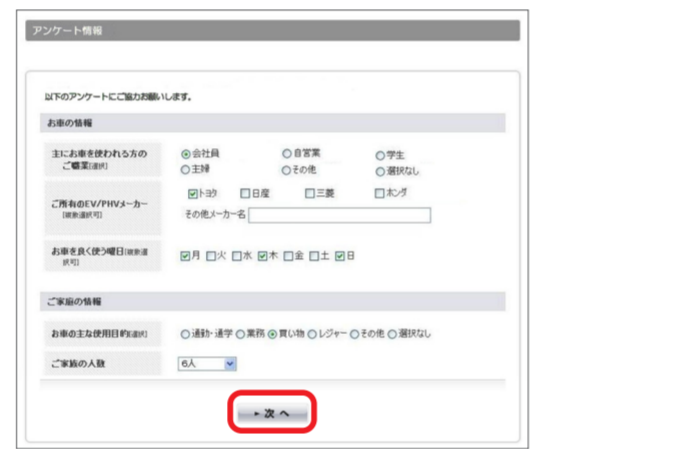 アンケート情報
以下のアンケートにご協力お願いします。
お車の情報
主にお車を使われる方のご職業[選択]
会社員 自営業 学生
主婦 その他 選択なし
ご所有のEV/PHVメーカー[複数選択可]
トヨタ 日産 三菱 ホンダ
その他メーカー名
お車を良く使う曜日[複数選択可]
月 火 水 木 金 土 日
ご家庭の情報
お車の主な使用目的[選択]
通勤・通学 業務 買い物 レジャー その他 選択なし
ご家族の人数
6人
次 へ